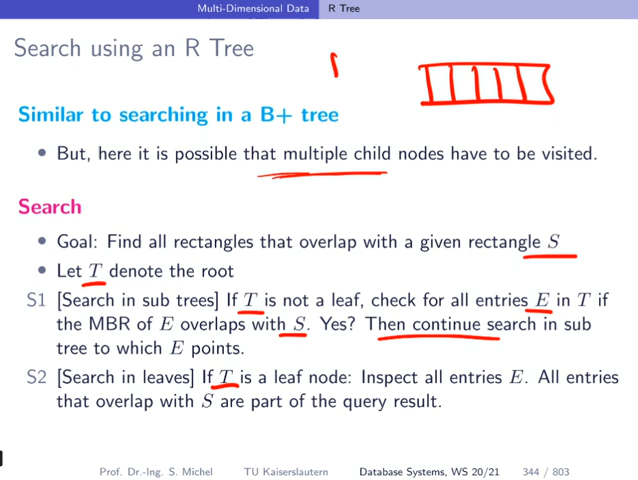 Multi-Dimensional Data R Tree
Search using an R Tree
Similar to searching in a B+ tree
• But, here it is possible that multiple child nodes have to be visited.
Search
• Goal: Find all rectangles that overlap with a given rectangle S
• Let T denote the root
S1 [Search in sub trees] If T is not a leaf, check for all entries E in T if
the MBR of E overlaps with S. Yes? Then continue search in sub
tree to which E points.
S2 [Search in leaves] If T is a leaf node: Inspect all entries E. All entries
that overlap with S are part of the query result.
Prof. Dr.-Ing. S. Michel TU Kaiserslautern Database Systems, WS 20/21 344 / 803